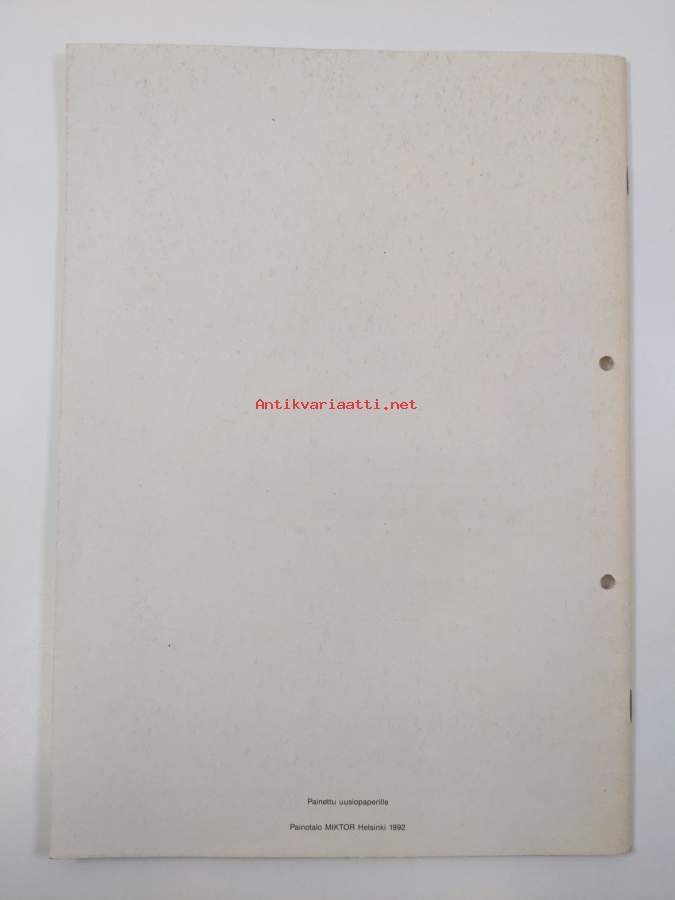 Antikvariaatti.net
Painettu uusiopaperille
Painotalo MIKTOR Helsinki 1992